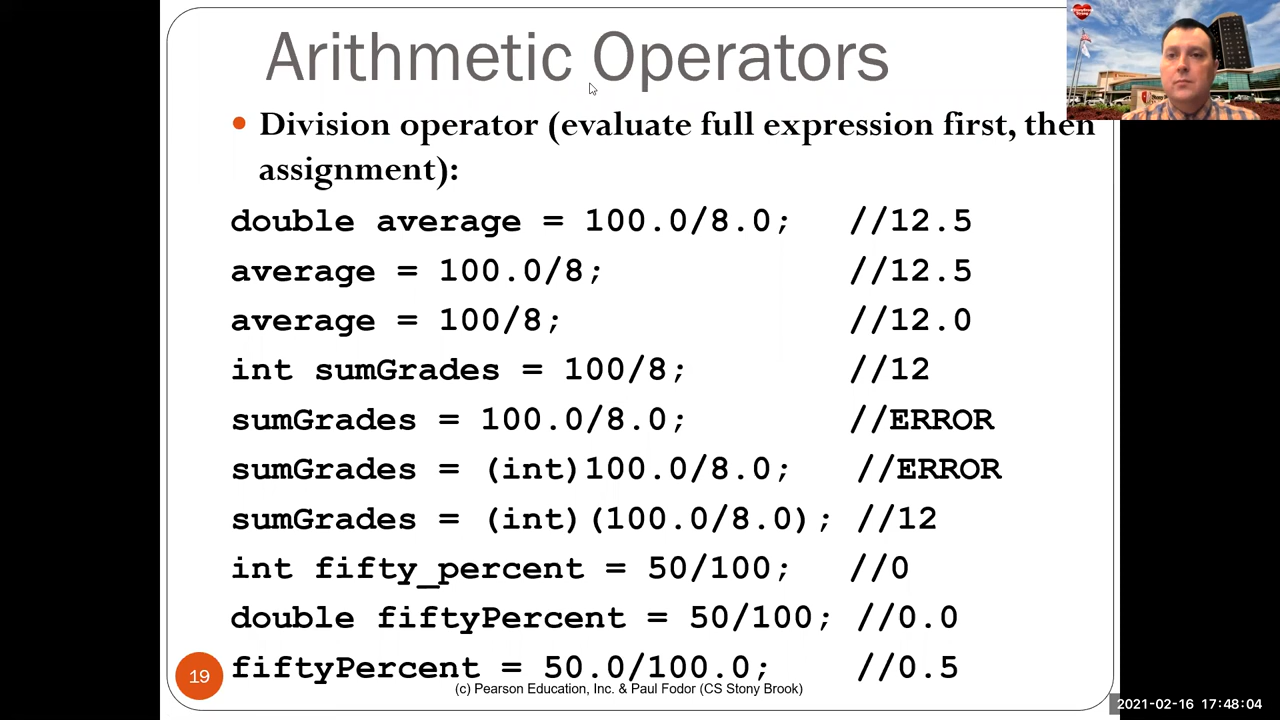 Arithmetic Operators
Division operator (evaluate full expression first, then
assignment):
double average = 100.0/8.0; //12.5
average = 100.0/8; //12.5
average = 100/8; //12.0
int sumGrades = 100/8; //12
sumGrades = 100.0/8.0; //ERROR
sumGrades = (int)100.0/8.0; //ERROR
sumGrades = (int)(100.0/8.0); //12
int fifty_percent = 50/100; //0
double fiftyPercent = 50/100; //0.0
fiftyPercent = 50.0/100.0; //0.5
19
(c) Pearson Education, Inc. & Paul Fodor (CS Stony Brook)
2021-02-16 17:48:04